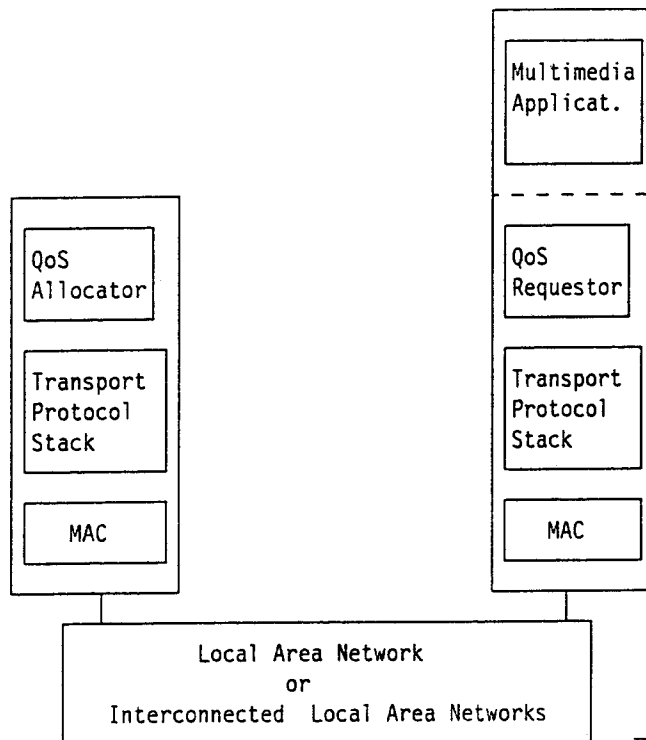 Multimedia
Applicat.
QoS
Allocator
QoS
Requestor
Transport
Protocol
Stack
Transport
Protocol
Stack
MAC
MAC
Local Area Network
or
Interconnected Local Area Networks